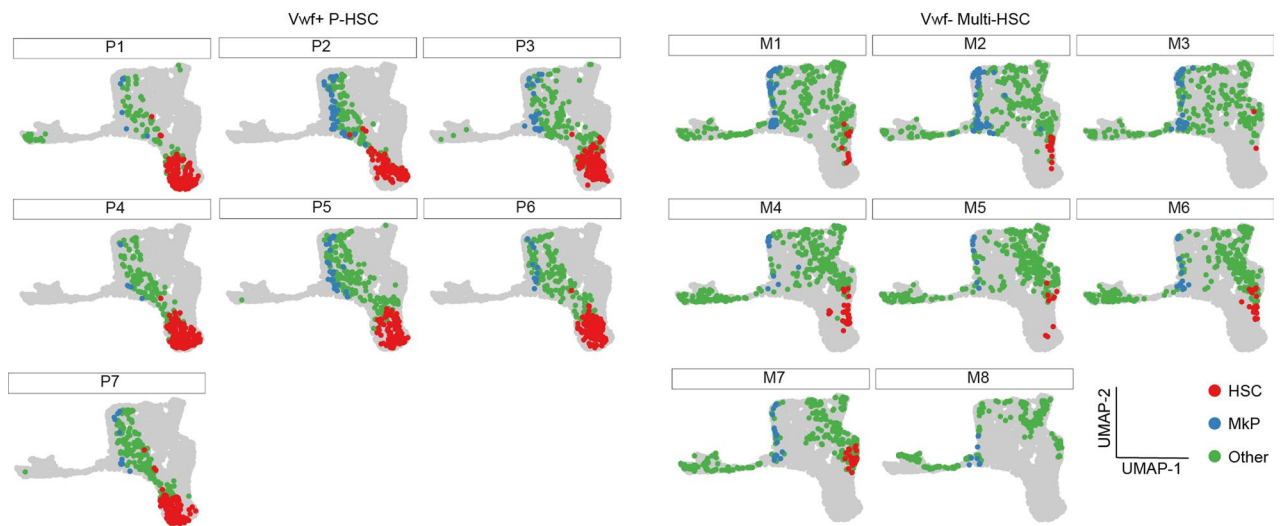 Vwf+ P-HSC
P1
P2
P3
P4
P5
P6
P7
Vwf- Multi-HSC
M1
M2
M3
M4
M5
M6
M7
M8
UMAP-2
UMAP-1
HSC
MkP
Other